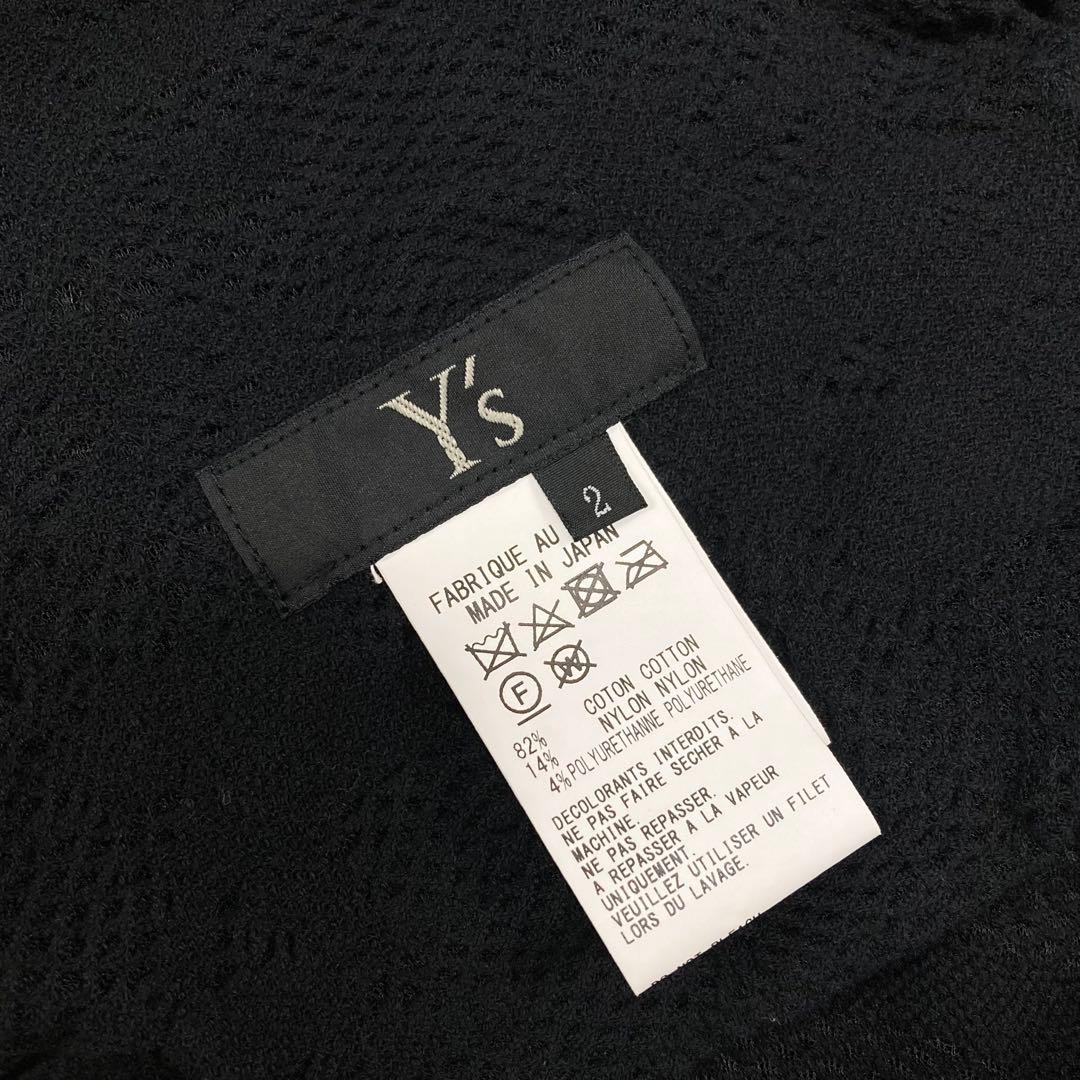 Y's
2
FABRIQUE AU
MADE IN JAPAN
F W
82% COTON COTTON
14% NYLON NYLON
4% POLYURETHANNE POLYURETHANE
DECOLORANTS INTERDITS.
NE PAS FAIRE SECHER A LA
MACHINE.
NE PAS REPASSER.
A REPASSER A LA VAPEUR
UNIQUEMENT.
VEUILLEZ UTILISER UN FILET
LORS DU LAVAGE.